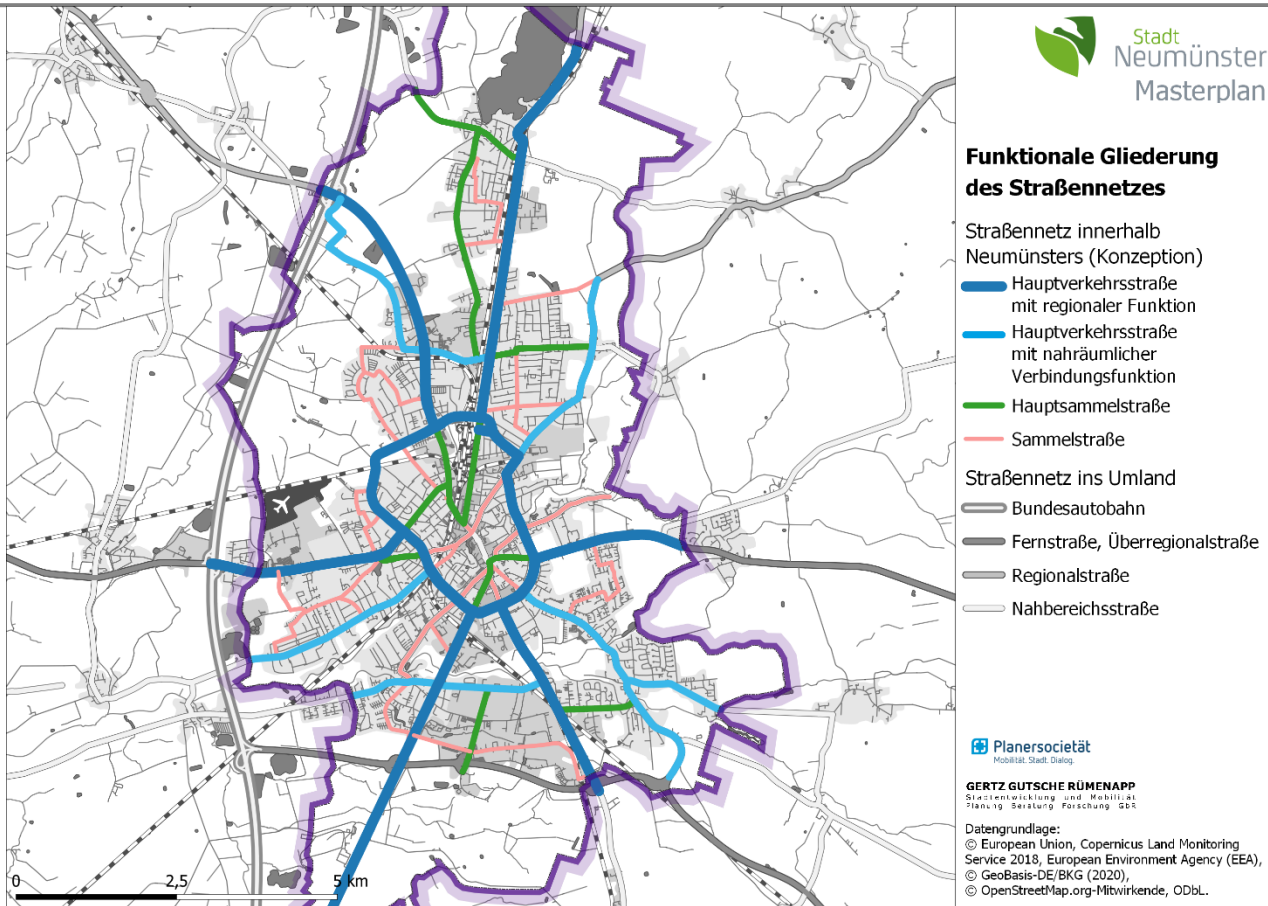 Stadt
Neumünster
Masterplan
Funktionale Gliederung
des Straßennetzes
Straßennetz innerhalb
Neumünsters (Konzeption)
Hauptverkehrsstraße
mit regionaler Funktion
Hauptverkehrsstraße
mit nahräumlicher
Verbindungsfunktion
Hauptsammelstraße
Sammelstraße
Straßennetz ins Umland
Bundesautobahn
Fernstraße, Überregionalstraße
Regionalstraße
Nahbereichsstraße
Planersocietät
Mobilität. Stadt. Dialog.
GERTZ GUTSCHE RÜMENAPP
Stadtentwicklung und Mobilität
Planung Beratung Forschung GbR
Datengrundlage:
© European Union, Copernicus Land Monitoring
Service 2018, European Environment Agency (EEA),
© GeoBasis-DE/BKG (2020),
© OpenStreetMap.org-Mitwirkende, ODbL.
0 2,5 5 km